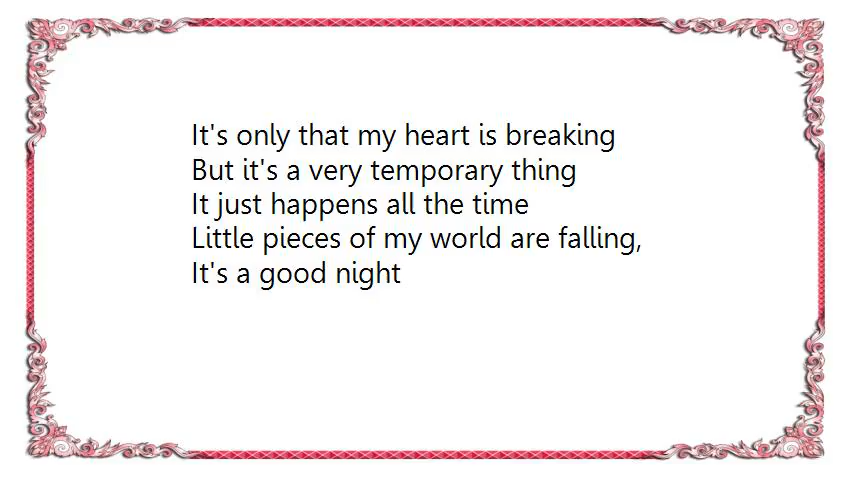 It's only that my heart is breaking
But it's a very temporary thing
It just happens all the time
Little pieces of my world are falling,
It's a good night